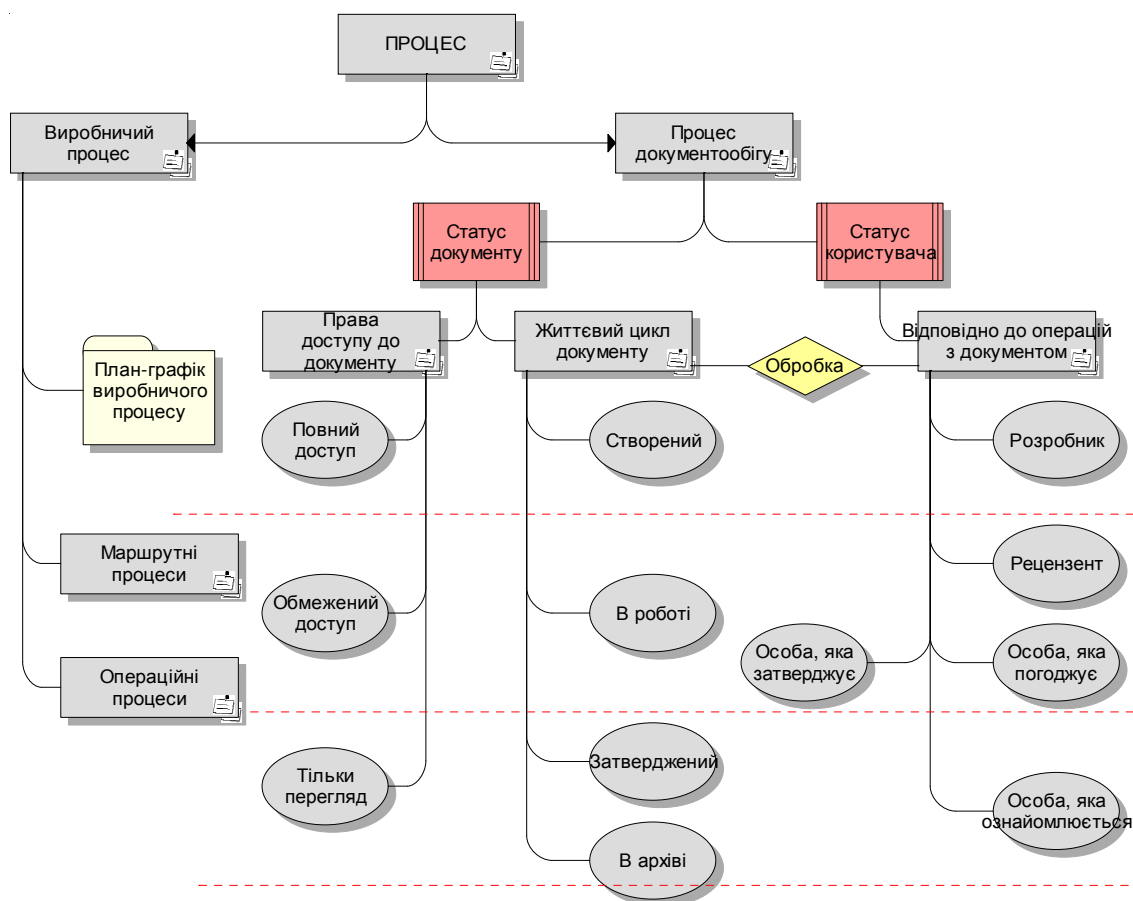 ПРОЦЕС
Виробничий
процес
Процес
документообігу
Статус
документу
Статус
користувача
Права
доступу до
документу
Життєвий цикл
документу
Відповідно до операцій
з документом
Обробка
План-графік
виробничого
процесу
Повний
доступ
Створений
Розробник
Маршрутні
процеси
Рецензент
Обмежений
доступ
В роботі
Особа, яка
затверджує
Особа, яка
погоджує
Операційні
процеси
Тільки
перегляд
Затверджений
Особа, яка
ознайомлюється
В архіві